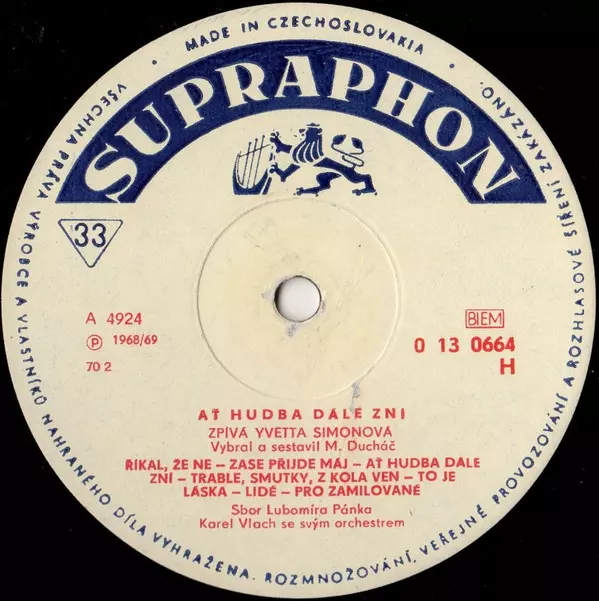 MADE IN CZECHOSLOVAKIA
SUPRAPHON
33
A 4924
Ⓟ 1968/69
70 2
BIEM
0 13 0664
H
AŤ HUDBA DÁLE ZNÍ
ZPÍVÁ YVETTA SIMONOVÁ
Vybral a sestavil M. Ducháč
ŘÍKAL, ŽE NE – ZASE PŘIJDE MÁJ – AŤ HUDBA DÁLE
ZNÍ – TRABLE, SMUTKY, Z KOLA VEN – TO JE
LÁSKA – LIDÉ – PRO ZAMILOVANÉ
Sbor Lubomíra Pánka
Karel Vlach se svým orchestrem
VŠECHNA PRÁVA VÝROBCE A VLASTNÍKŮ NAHRANÉHO DÍLA VYHRAŽENA. ROZMNOŽOVÁNÍ, VEŘEJNÉ PROVOZOVÁNÍ A ROZHLASOVÉ ŠÍŘENÍ ZAKÁZÁNO.